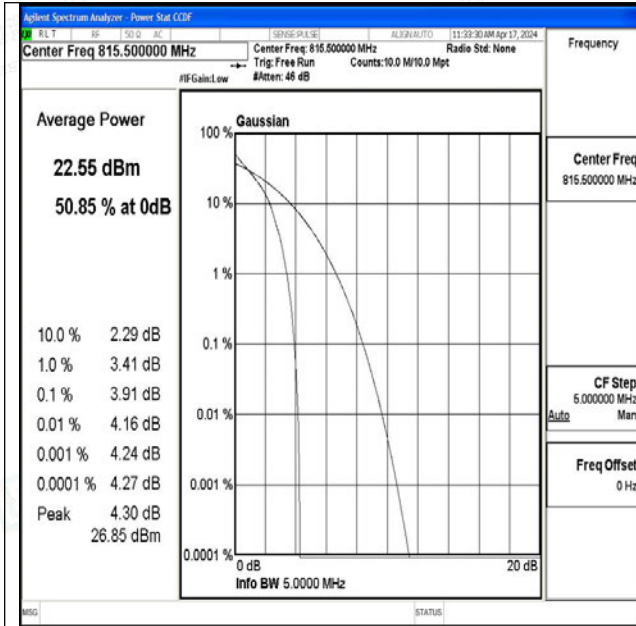 Agilent Spectrum Analyzer - Power Stat CCDF
RLT RF 50 Ω AC SENSE:PULSE ALIGNAUTO 11:33:30 AM Apr 17, 2024
Center Freq 815.500000 MHz
Center Freq: 815.500000 MHz
Radio Std: None
Trig: Free Run
Counts:10.0 M/10.0 Mpt
#IFGain:Low
#Atten: 46 dB
Frequency
Average Power
22.55 dBm
50.85 % at 0dB
10.0 % 2.29 dB
1.0 % 3.41 dB
0.1 % 3.91 dB
0.01 % 4.16 dB
0.001 % 4.24 dB
0.0001 % 4.27 dB
Peak 4.30 dB
26.85 dBm
Gaussian
100 %
10 %
1 %
0.1 %
0.01 %
0.001 %
0.0001 %
0 dB
20 dB
Info BW 5.0000 MHz
Center Freq
815.500000 MHz
CF Step
5.000000 MHz
Auto Man
Freq Offset
0 Hz
MSG
STATUS